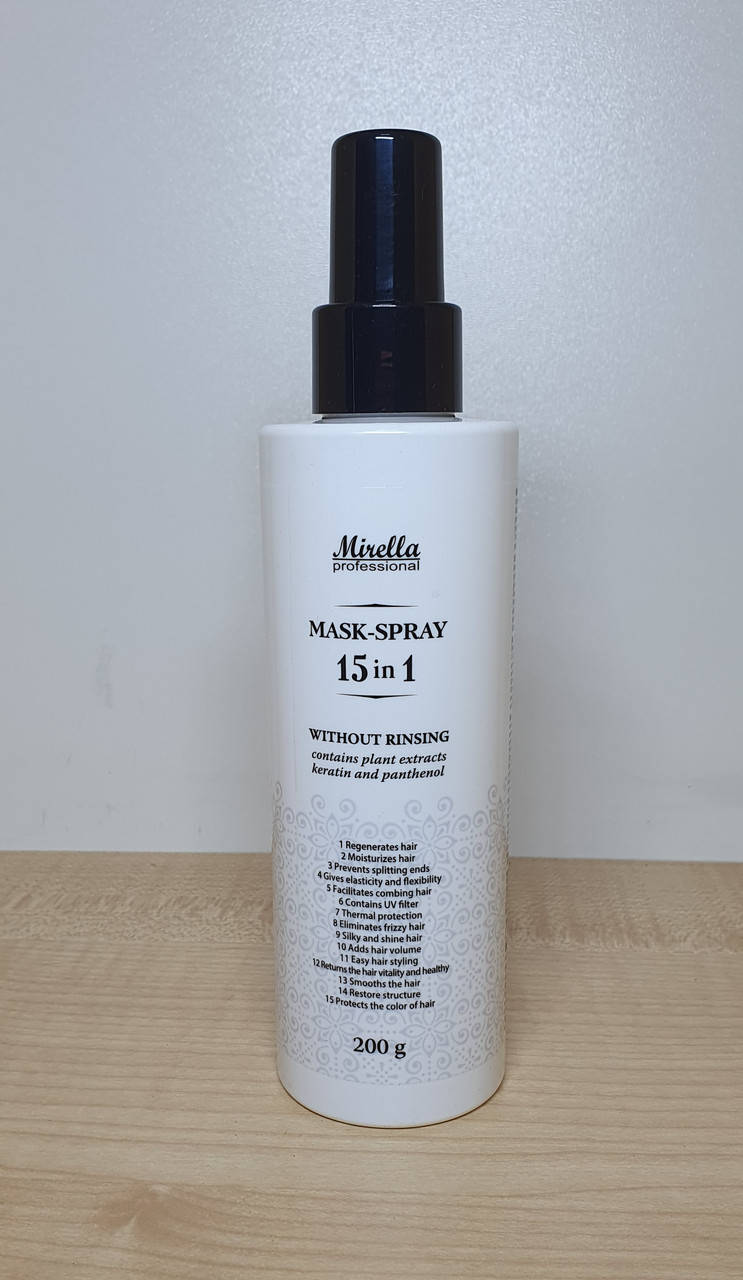 Mirella
professional
MASK-SPRAY
15 in 1
WITHOUT RINSING
contains plant extracts
keratin and panthenol
1 Regenerates hair
2 Moisturizes hair
3 Prevents splitting ends
4 Gives elasticity and flexibility
5 Facilitates combing hair
6 Contains UV filter
7 Thermal protection
8 Eliminates frizzy hair
9 Silky and shine hair
10 Adds hair volume
11 Easy hair styling
12 Returns the hair vitality and healthy
13 Smooths the hair
14 Restore structure
15 Protects the color of hair
200 g